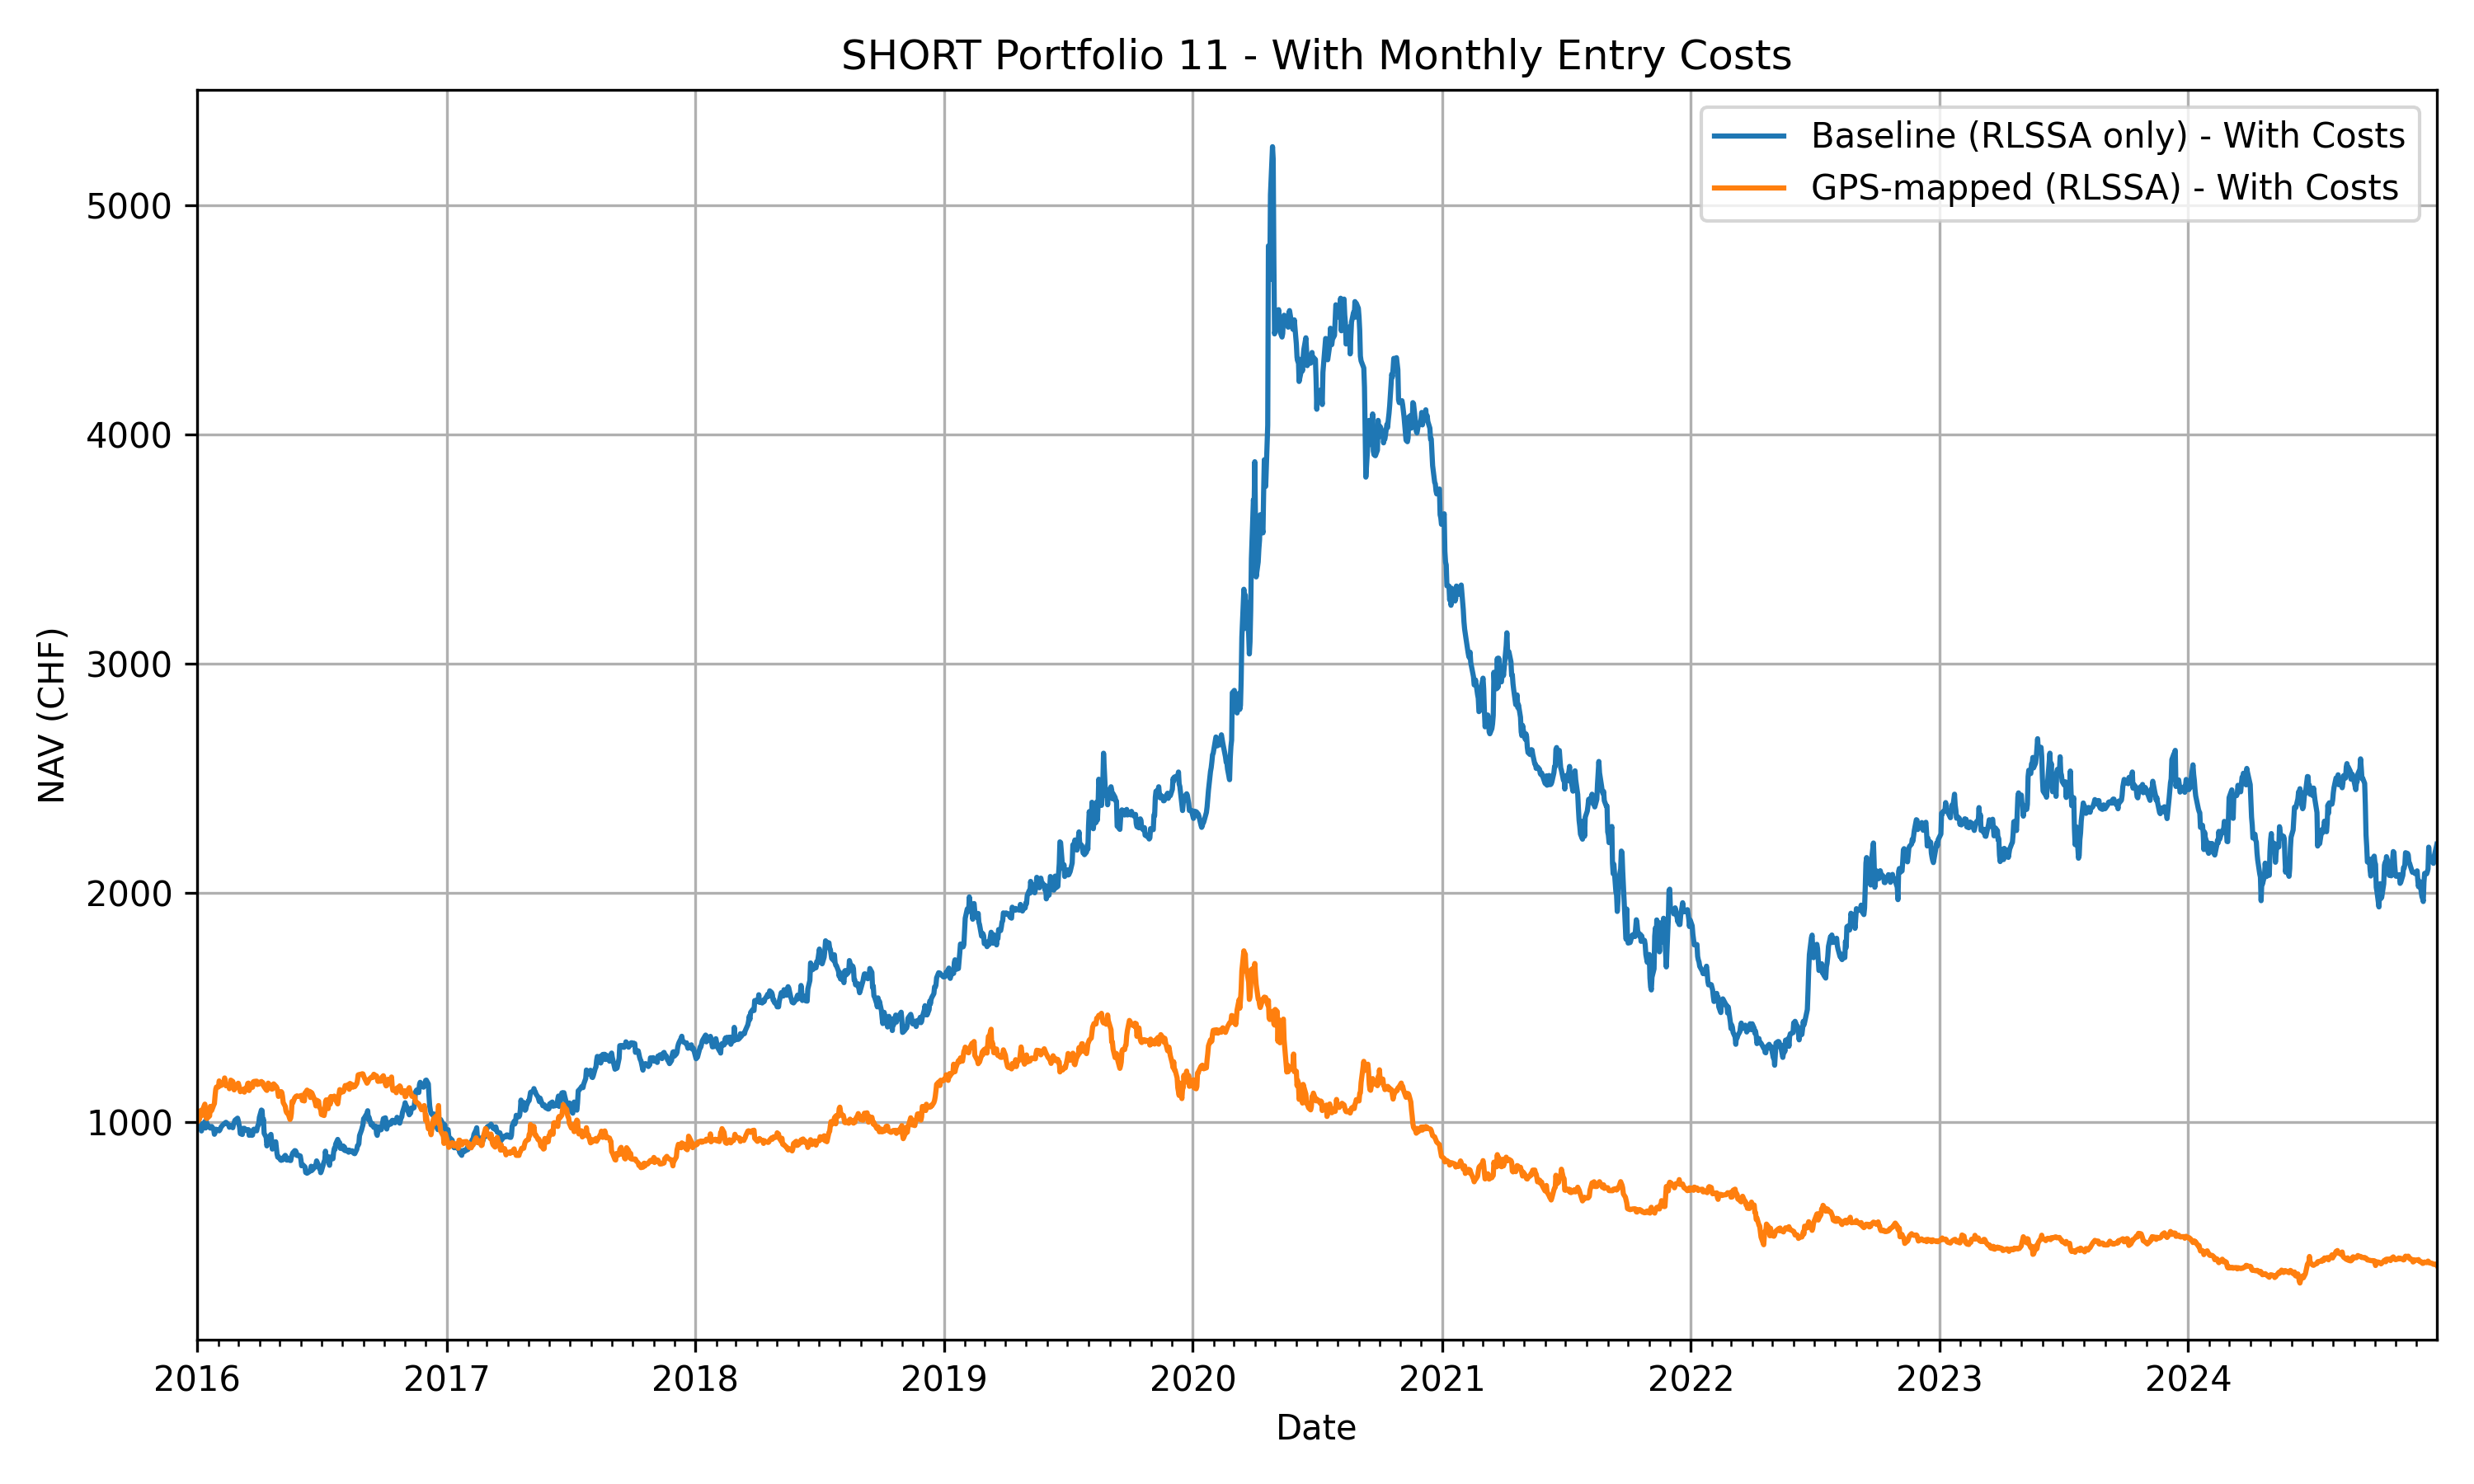 SHORT Portfolio 11 - With Monthly Entry Costs
Baseline (RLSSA only) - With Costs
GPS-mapped (RLSSA) - With Costs
NAV (CHF)
5000
4000
3000
2000
1000
2016 2017 2018 2019 2020 2021 2022 2023 2024
Date